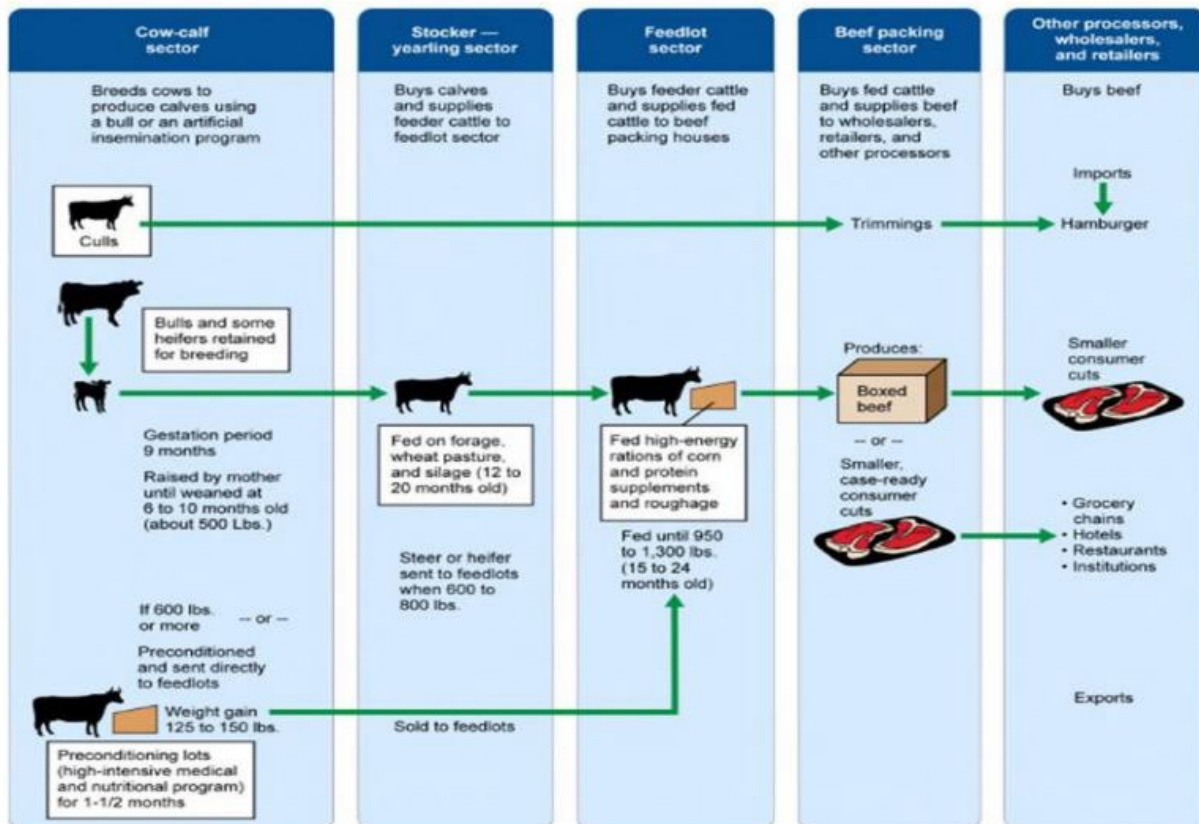 Cow-calf
sector
Breeds cows to
produce calves using
a bull or an artificial
insemination program
Culls
Bulls and some
heifers retained
for breeding
Gestation period
9 months
Raised by mother
until weaned at
6 to 10 months old
(about 500 Lbs.)
If 600 lbs.
or more
-- or --
Preconditioned
and sent directly
to feedlots
Weight gain
125 to 150 lbs.
Preconditioning lots
(high-intensive medical
and nutritional program)
for 1-1/2 months
Stocker —
yearling sector
Buys calves
and supplies
feeder cattle to
feedlot sector
Fed on forage,
wheat pasture,
and silage (12 to
20 months old)
Steer or heifer
sent to feedlots
when 600 to
800 lbs.
Sold to feedlots
Feedlot
sector
Buys feeder cattle
and supplies fed
cattle to beef
packing houses
Fed high-energy
rations of corn
and protein
supplements
and roughage
Fed until 950
to 1,300 lbs.
(15 to 24
months old)
Beef packing
sector
Buys fed cattle
and supplies beef
to wholesalers,
retailers, and
other processors
Trimmings
Produces:
Boxed
beef
-- or --
Smaller,
case-ready
consumer
cuts
Other processors,
wholesalers,
and retailers
Buys beef
Imports
Hamburger
Smaller
consumer
cuts
• Grocery
chains
• Hotels
• Restaurants
• Institutions
Exports